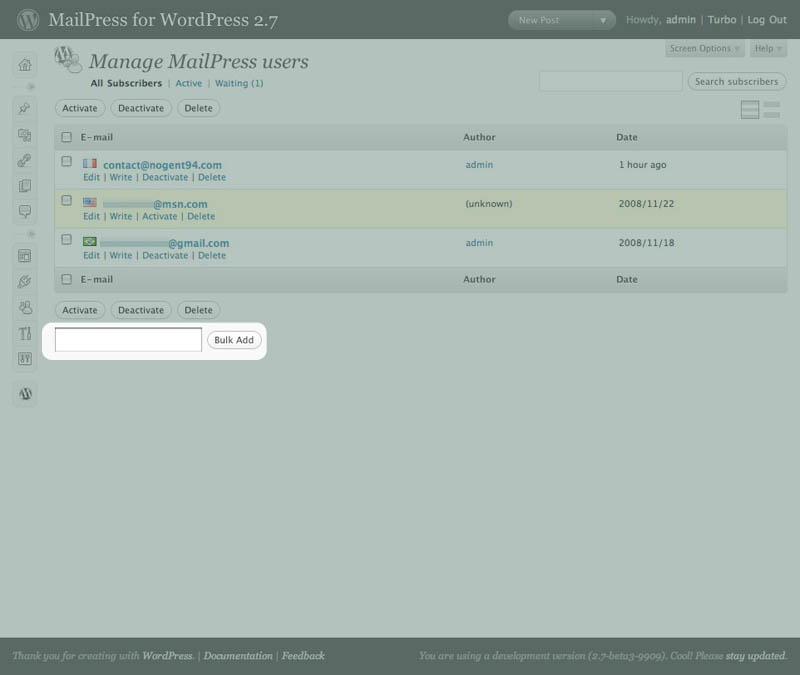 MailPress for WordPress 2.7
New Post
Howdy, admin | Turbo | Log Out
Screen Options
Help
Manage MailPress users
All Subscribers | Active | Waiting (1)
Search subscribers
Activate Deactivate Delete
E-mail Author Date
contact@nogent94.com admin 1 hour ago
Edit | Write | Deactivate | Delete
@msn.com (unknown) 2008/11/22
Edit | Write | Activate | Delete
@gmail.com admin 2008/11/18
Edit | Write | Deactivate | Delete
E-mail Author Date
Activate Deactivate Delete
Bulk Add
Thank you for creating with WordPress. | Documentation | Feedback
You are using a development version (2.7-beta3-9909). Cool! Please stay updated.